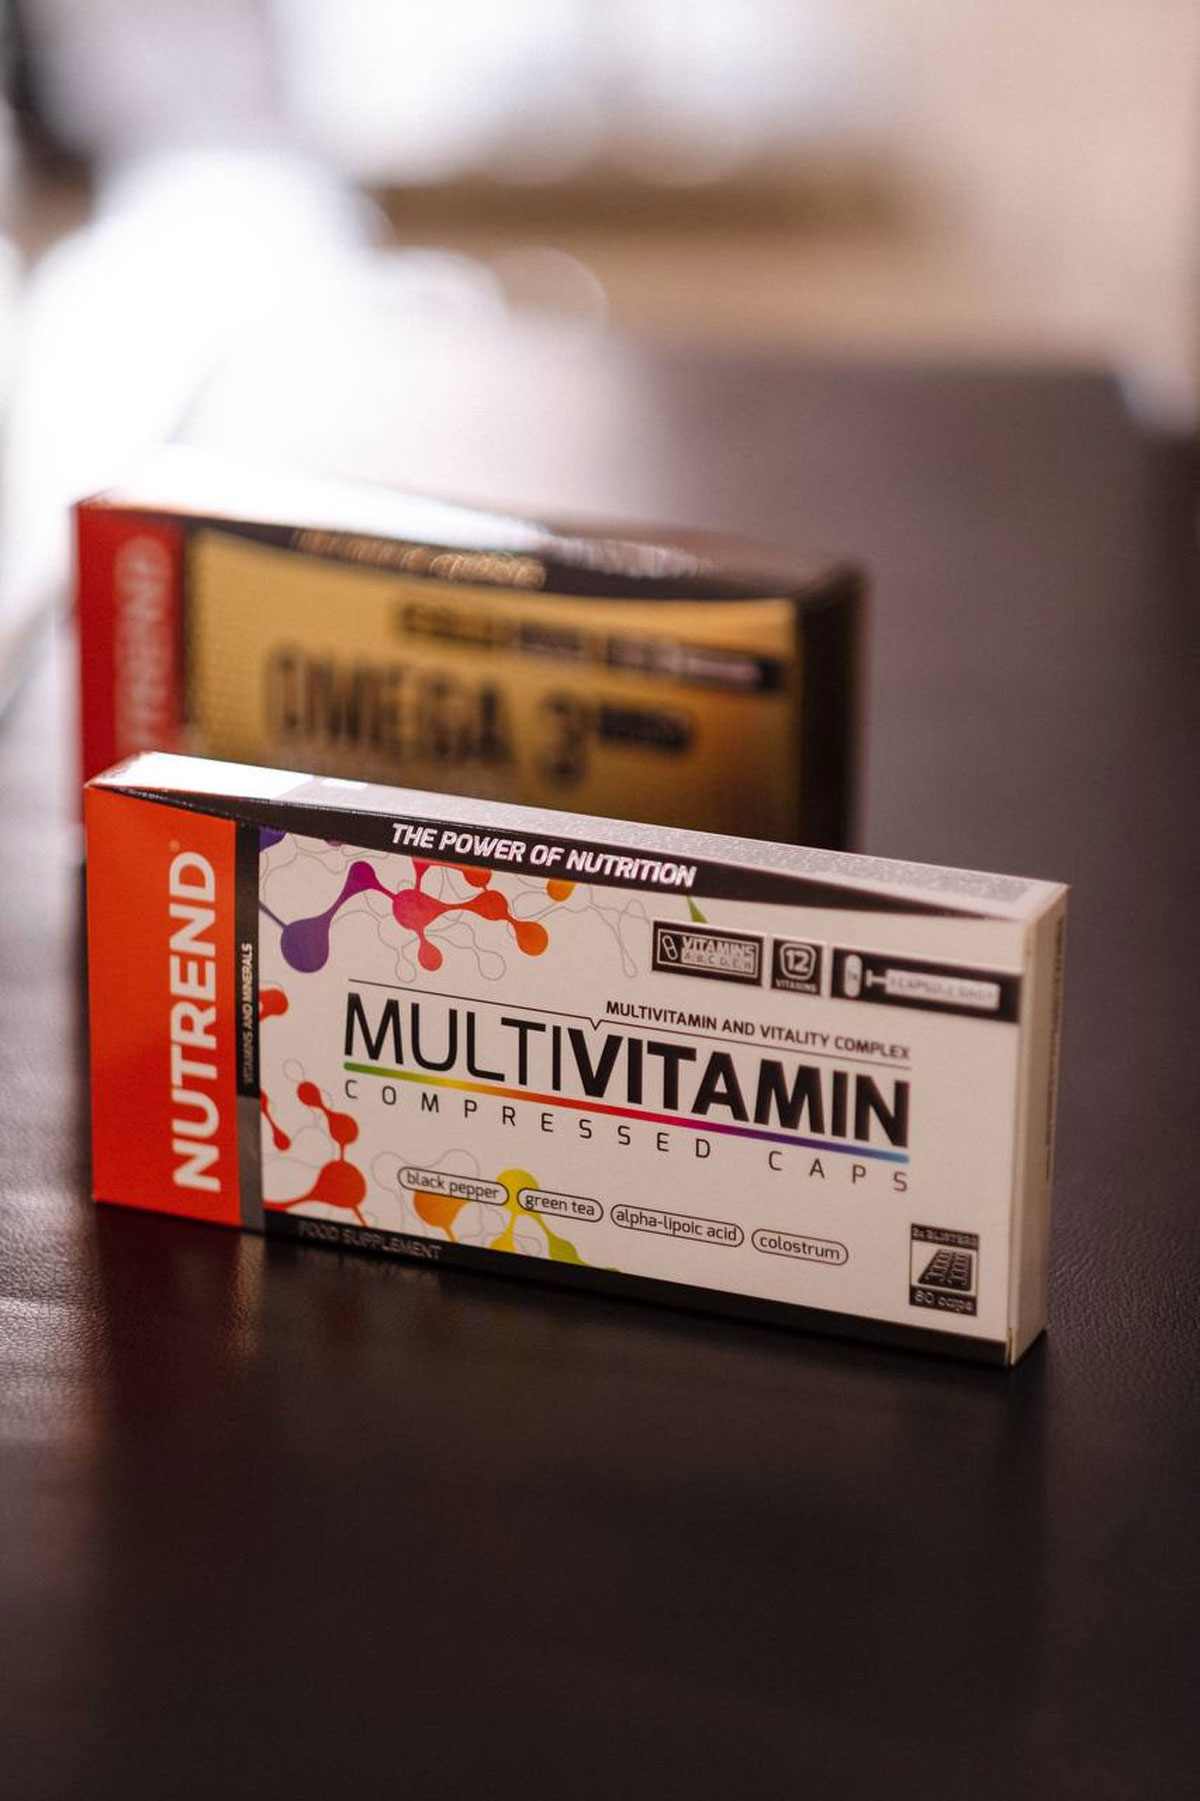 NUTREND
OMEGA 3
THE POWER OF NUTRITION
NUTREND®
VITAMINS AND MINERALS
VITAMINS
12
VITAMINS
MULTIVITAMIN AND VITALITY COMPLEX
MULTIVITAMIN
COMPRESSED CAPS
black pepper
green tea
alpha-lipoic acid
colostrum
FOOD SUPPLEMENT
BLISTERS
60 caps